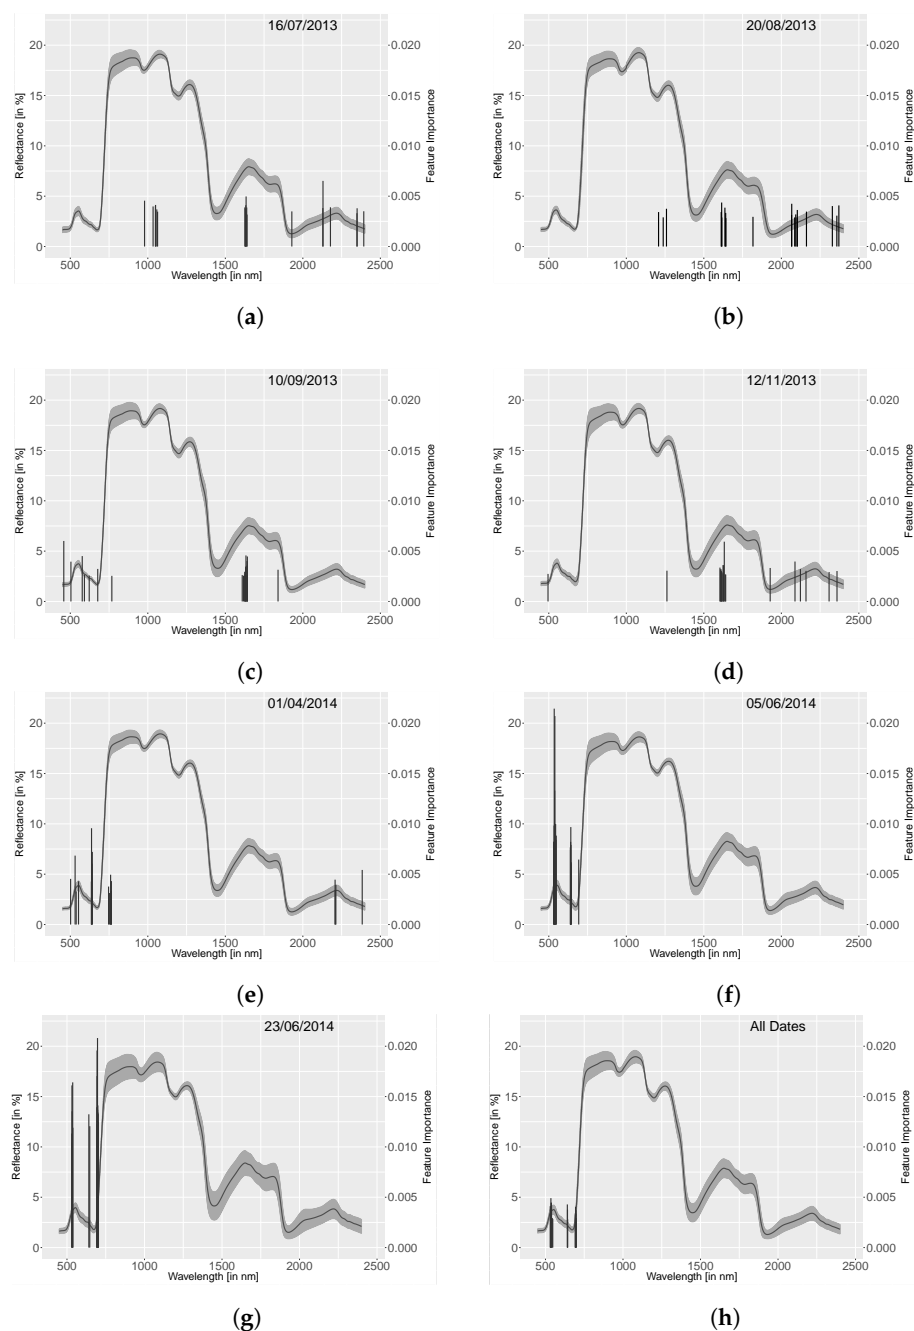 16/07/2013
20
15
10
5
0
0.020
0.015
0.010
0.005
0.000
Reflectance [in %]
Feature Importance
500 1000 1500 2000 2500
Wavelength [in nm]
(a)
20/08/2013
20
15
10
5
0
0.020
0.015
0.010
0.005
0.000
Reflectance [in %]
Feature Importance
500 1000 1500 2000 2500
Wavelength [in nm]
(b)
10/09/2013
20
15
10
5
0
0.020
0.015
0.010
0.005
0.000
Reflectance [in %]
Feature Importance
500 1000 1500 2000 2500
Wavelength [in nm]
(c)
12/11/2013
20
15
10
5
0
0.020
0.015
0.010
0.005
0.000
Reflectance [in %]
Feature Importance
500 1000 1500 2000 2500
Wavelength [in nm]
(d)
01/04/2014
20
15
10
5
0
0.020
0.015
0.010
0.005
0.000
Reflectance [in %]
Feature Importance
500 1000 1500 2000 2500
Wavelength [in nm]
(e)
05/06/2014
20
15
10
5
0
0.020
0.015
0.010
0.005
0.000
Reflectance [in %]
Feature Importance
500 1000 1500 2000 2500
Wavelength [in nm]
(f)
23/06/2014
20
15
10
5
0
0.020
0.015
0.010
0.005
0.000
Reflectance [in %]
Feature Importance
500 1000 1500 2000 2500
Wavelength [in nm]
(g)
All Dates
20
15
10
5
0
0.020
0.015
0.010
0.005
0.000
Reflectance [in %]
Feature Importance
500 1000 1500 2000 2500
Wavelength [in nm]
(h)